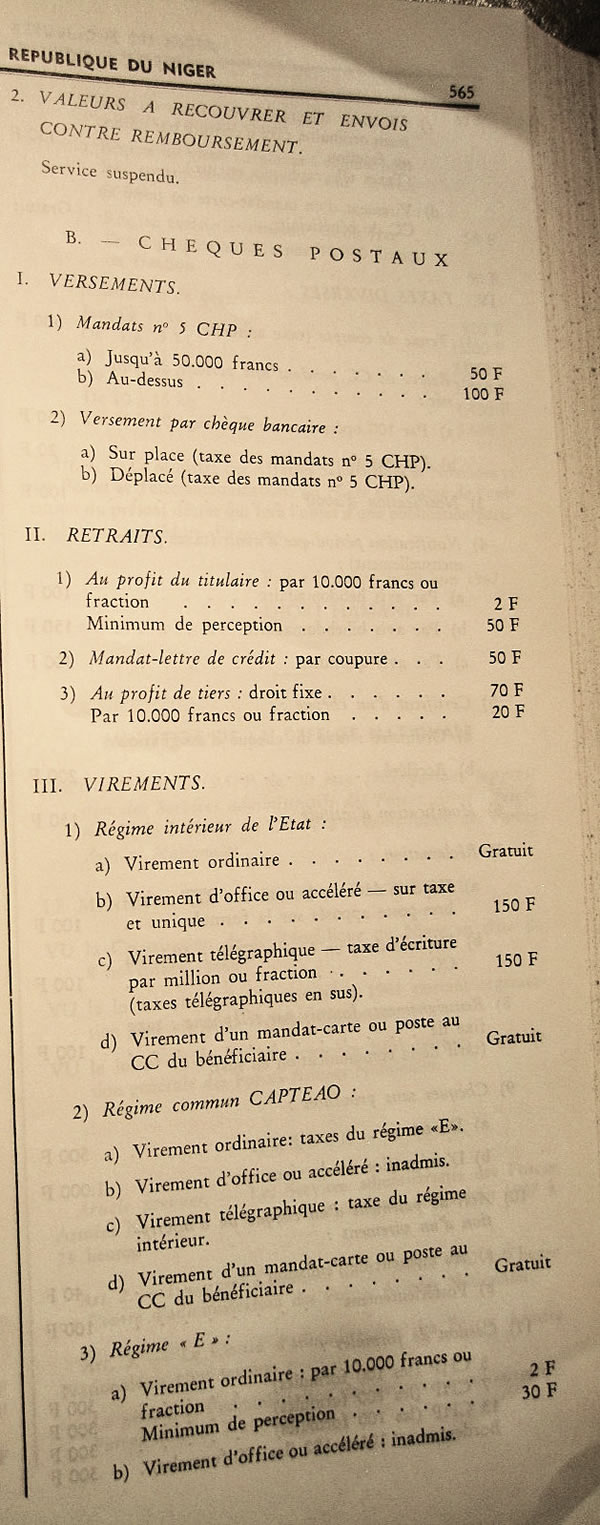 REPUBLIQUE DU NIGER 565
2. VALEURS A RECOUVRER ET ENVOIS
CONTRE REMBOURSEMENT.
Service suspendu.
B. — CHEQUES POSTAUX
I. VERSEMENTS.
1) Mandats nº 5 CHP :
a) Jusqu'à 50.000 francs . . . . . . . 50 F
b) Au-dessus . . . . . . . . . . . 100 F
2) Versement par chèque bancaire :
a) Sur place (taxe des mandats nº 5 CHP).
b) Déplacé (taxe des mandats nº 5 CHP).
II. RETRAITS.
1) Au profit du titulaire : par 10.000 francs ou
fraction . . . . . . . . . . . . 2 F
Minimum de perception . . . . . . . 50 F
2) Mandat-lettre de crédit : par coupure . . . 50 F
3) Au profit de tiers : droit fixe . . . . . . 70 F
Par 10.000 francs ou fraction . . . . . 20 F
III. VIREMENTS.
1) Régime intérieur de l'Etat :
a) Virement ordinaire . . . . . . . . Gratuit
b) Virement d'office ou accéléré — sur taxe
et unique . . . . . . . . . . . 150 F
c) Virement télégraphique — taxe d'écriture
par million ou fraction . . . . . . . 150 F
(taxes télégraphiques en sus).
d) Virement d'un mandat-carte ou poste au
CC du bénéficiaire . . . . . . . . Gratuit
2) Régime commun CAPTEAO :
a) Virement ordinaire: taxes du régime «E».
b) Virement d'office ou accéléré : inadmis.
c) Virement télégraphique : taxe du régime
intérieur.
d) Virement d'un mandat-carte ou poste au
CC du bénéficiaire . . . . . . . . Gratuit
3) Régime « E » :
a) Virement ordinaire : par 10.000 francs ou
fraction . . . . . . . . . . . 2 F
Minimum de perception . . . . . . 30 F
b) Virement d'office ou accéléré : inadmis.